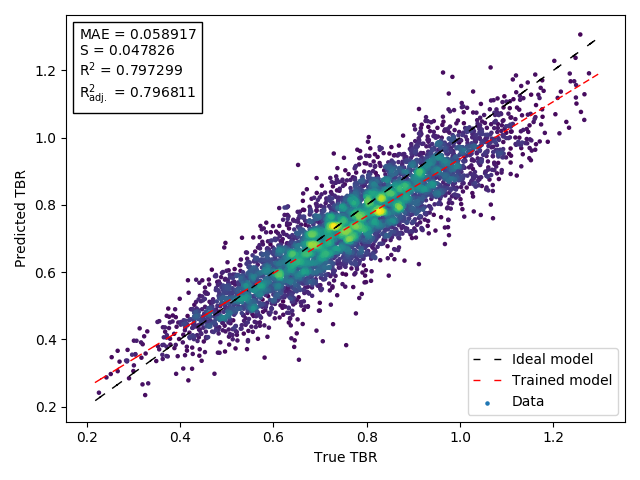 MAE = 0.058917
S = 0.047826
R² = 0.797299
R²adj. = 0.796811
Predicted TBR
1.2
1.0
0.8
0.6
0.4
0.2
Ideal model
Trained model
Data
0.2 0.4 0.6 0.8 1.0 1.2
True TBR